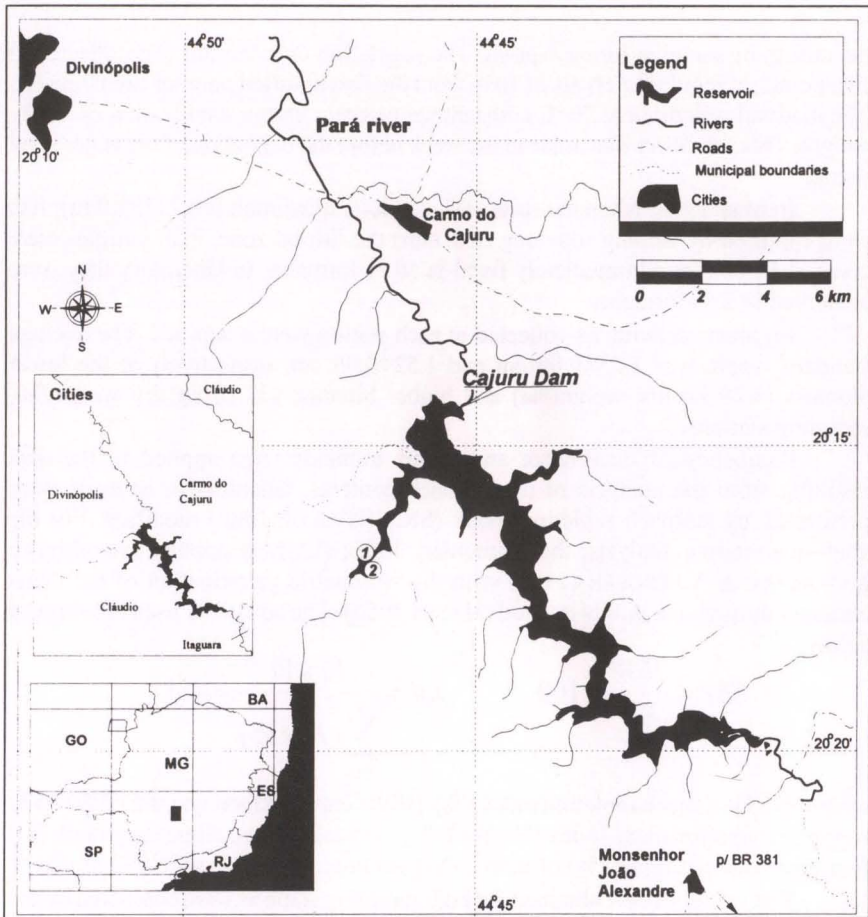 44° 50'
44° 45'
Divinópolis
Pará river
20° 10'
Legend
Reservoir
Rivers
Roads
Municipal boundaries
Cities
Carmo do
Cajuru
0 2 4 6 km
N
W E
S
Cajuru Dam
Cláudio
Cities
Divinópolis
Carmo do
Cajuru
Cláudio
Itaguara
20° 15'
1
2
BA
GO
MG
ES
SP
RJ
20° 20'
Monsenhor
João
Alexandre
p/ BR 381
44° 45'